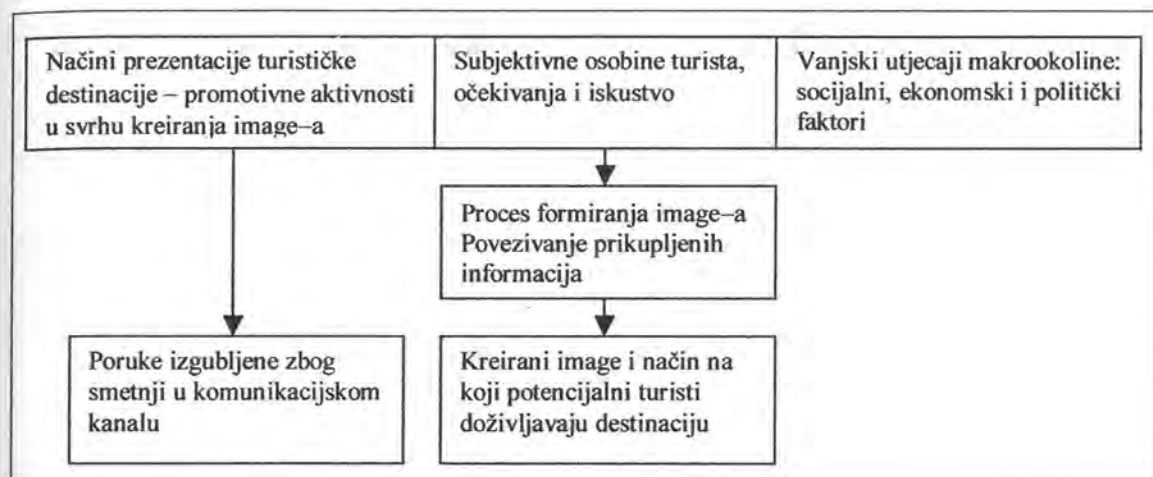 Načini prezentacije turističke
destinacije – promotivne aktivnosti
u svrhu kreiranja image–a
Subjektivne osobine turista,
očekivanja i iskustvo
Vanjski utjecaji makrookoline:
socijalni, ekonomski i politički
faktori
Proces formiranja image–a
Povezivanje prikupljenih
informacija
Poruke izgubljene zbog
smetnji u komunikacijskom
kanalu
Kreirani image i način na
koji potencijalni turisti
doživljavaju destinaciju